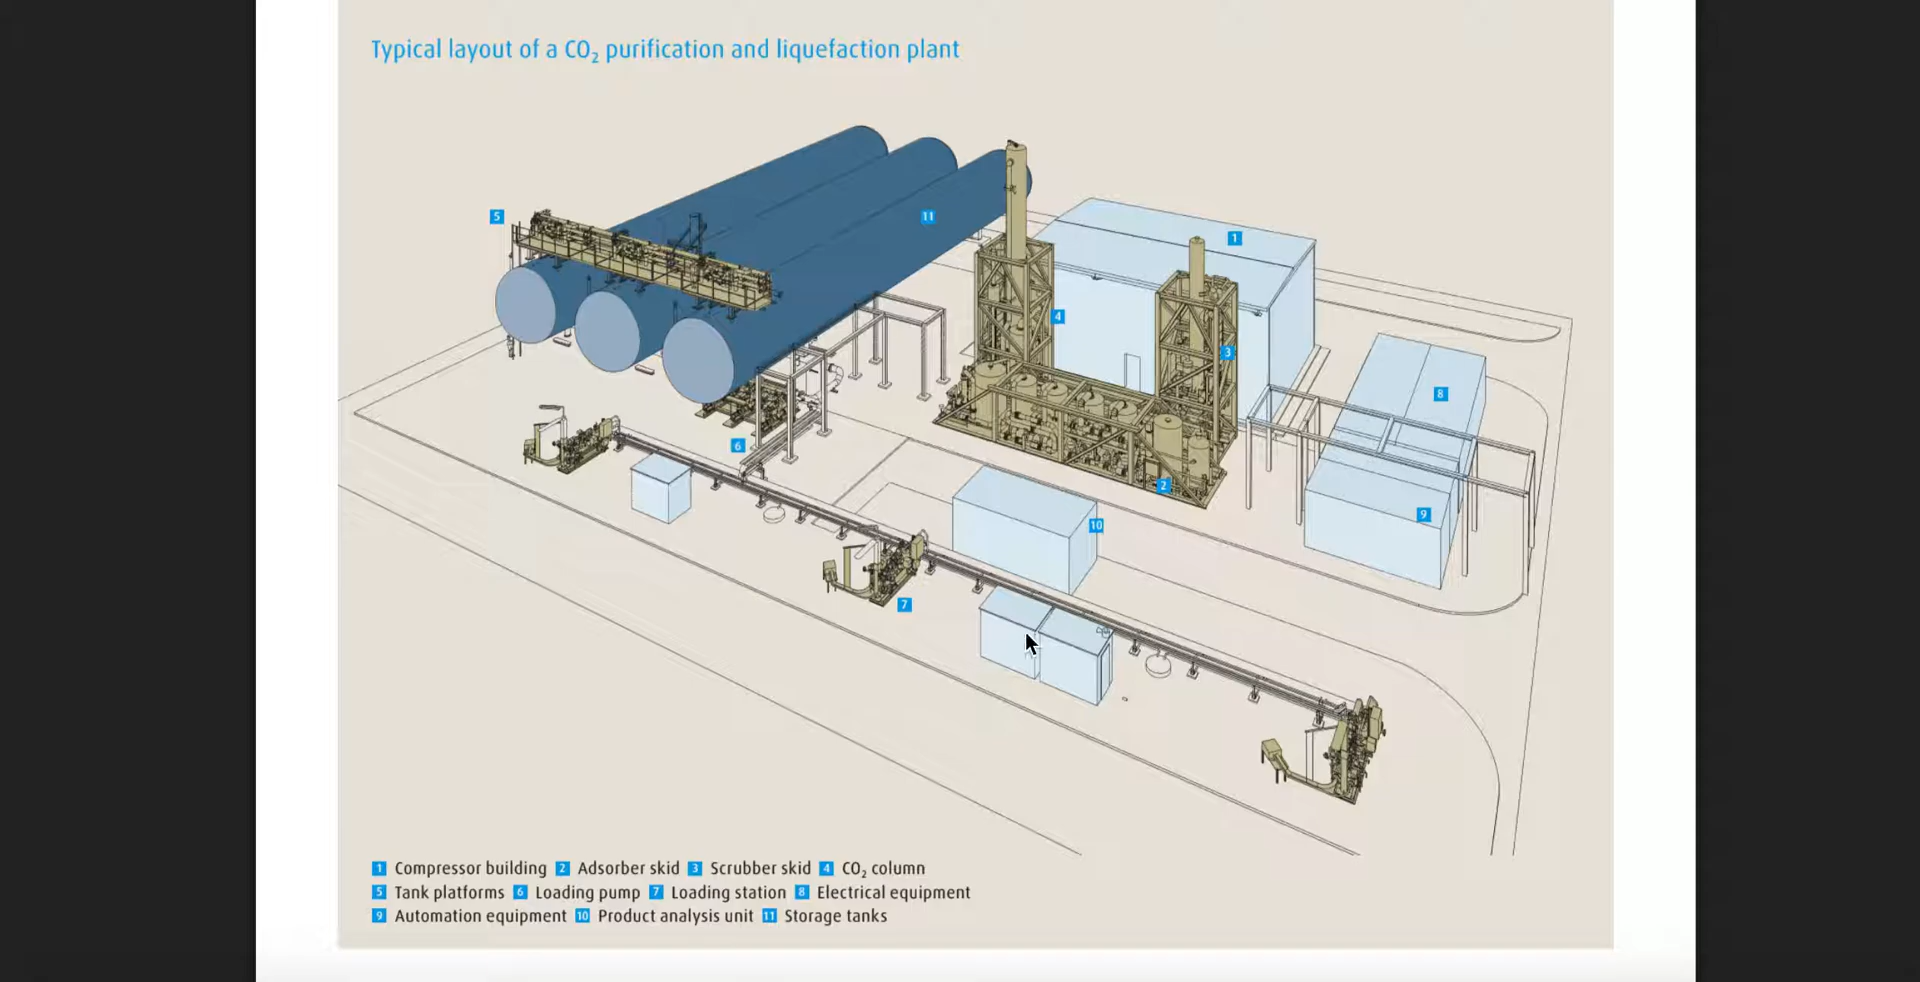 Typical layout of a CO₂ purification and liquefaction plant
5
11
1
4
3
8
6
2
9
10
7
1 Compressor building 2 Adsorber skid 3 Scrubber skid 4 CO₂ column
5 Tank platforms 6 Loading pump 7 Loading station 8 Electrical equipment
9 Automation equipment 10 Product analysis unit 11 Storage tanks